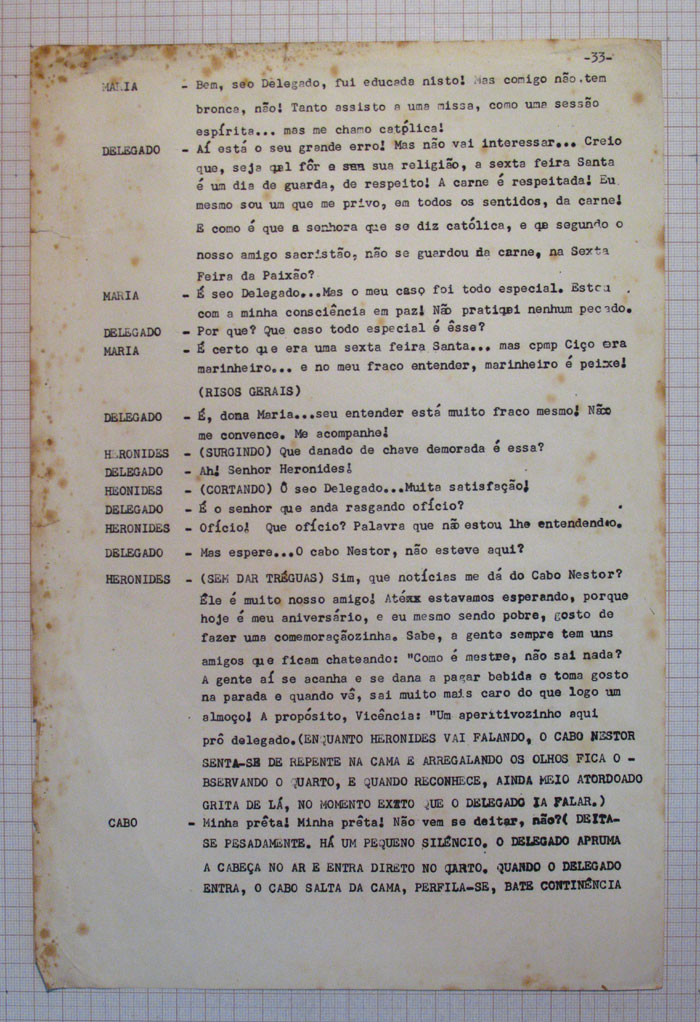 -33-
MARIA - Bem, seo Delegado, fui educada nisto! Mas comigo não.tem
bronca, não! Tanto assisto a uma missa, como uma sessão
espírita... mas me chamo católica!
DELEGADO - Aí está o seu grande erro! Mas não vai interessar... Creio
que, seja qal fôr e sua sua religião, a sexta feira Santa
é um dia de guarda, de respeito! A carne é respeitada! Eu
mesmo sou um que me privo, em todos os sentidos, da carne!
E como é que a senhora que se diz católica, e qe segundo o
nosso amigo sacristão, não se guardou da carne, na Sexta
Feira da Paixão?
MARIA - É seo Delegado...Mas o meu caso foi todo especial. Estou
com a minha consciência em paz! Não pratiqei nenhum pecado.
DELEGADO - Por que? Que caso todo especial é êsse?
MARIA - É certo que era uma sexta feira Santa... mas cpmp Ciço era
marinheiro... e no meu fraco entender, marinheiro é peixe!
(RISOS GERAIS)
DELEGADO - É, dona Maria...seu entender está muito fraco mesmo! Não
me convence. Me acompanhe!
HERONIDES - (SURGINDO) Que danado de chave demorada é essa?
DELEGADO - Ah! Senhor Heronides!
HEONIDES - (CORTANDO) Ô seo Delegado...Muita satisfação!
DELEGADO - É o senhor que anda rasgando ofício?
HERONIDES - Ofício! Que ofício? Palavra que não estou lhe entendendo.
DELEGADO - Mas espere...O cabo Nestor, não esteve aqui?
HERONIDES - (SEM DAR TRÉGUAS) Sim, que notícias me dá do Cabo Nestor?
Êle é muito nosso amigo! Atéxx estavamos esperando, porque
hoje é meu aniversário, e eu mesmo sendo pobre, gosto de
fazer uma comemoraçãozinha. Sabe, a gente sempre tem uns
amigos que ficam chateando: "Como é mestre, não sai nada?
A gente aí se acanha e se dana a pagar bebida e toma gosto
na parada e quando vê, sai muito mais caro do que logo um
almoço! A propósito, Vicência: "Um aperitivozinho aqui
prô delegado.(ENQUANTO HERONIDES VAI FALANDO, O CABO NESTOR
SENTA-SE DE REPENTE NA CAMA E ARREGALANDO OS OLHOS FICA O -
BSERVANDO O QUARTO, E QUANDO RECONHECE, AINDA MEIO ATORDOADO
GRITA DE LÁ, NO MOMENTO EXETO QUE O DELEGADO IA FALAR.)
CABO - Minha prêta! Minha prêta! Não vem se deitar, não?( DEITA-
SE PESADAMENTE. HÁ UM PEQUENO SILÊNCIO. O DELEGADO APRUMA
A CABEÇA NO AR E ENTRA DIRETO NO QARTO. QUANDO O DELEGADO
ENTRA, O CABO SALTA DA CAMA, PERFILA-SE, BATE CONTINÊNCIA